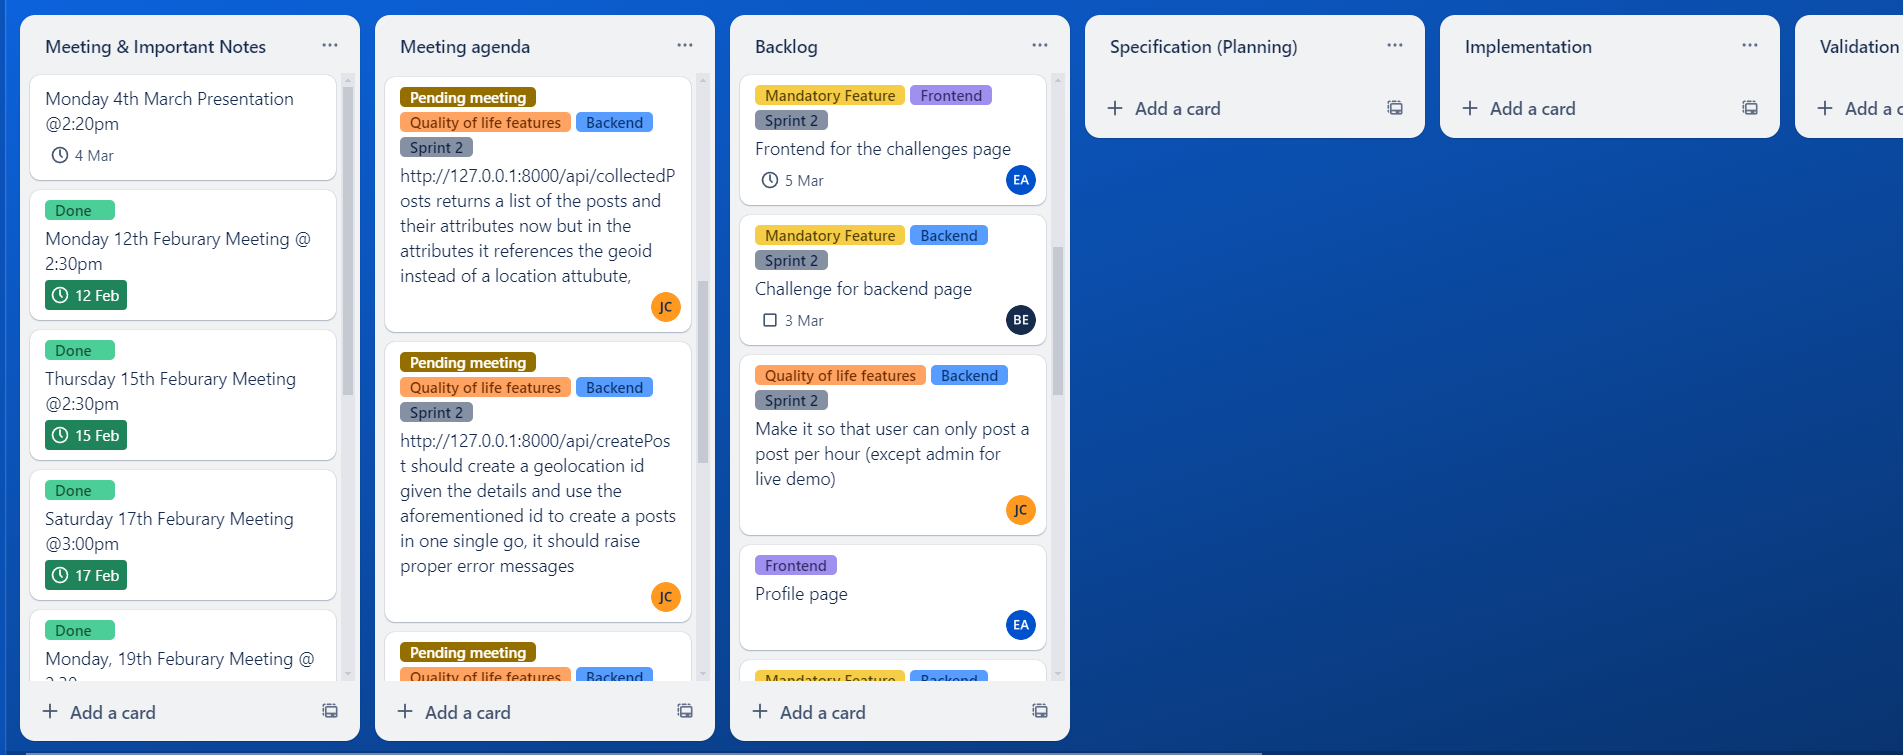 Meeting & Important Notes
Monday 4th March Presentation
@2:20pm
4 Mar
Done
Monday 12th Feburary Meeting @
2:30pm
12 Feb
Done
Thursday 15th Feburary Meeting
@2:30pm
15 Feb
Done
Saturday 17th Feburary Meeting
@3:00pm
17 Feb
Done
Monday, 19th Feburary Meeting @
+ Add a card
Meeting agenda
Pending meeting
Quality of life features Backend
Sprint 2
http://127.0.0.1:8000/api/collectedP
osts returns a list of the posts and
their attributes now but in the
attributes it references the geoid
instead of a location attubute,
JC
Pending meeting
Quality of life features Backend
Sprint 2
http://127.0.0.1:8000/api/createPos
t should create a geolocation id
given the details and use the
aforementioned id to create a posts
in one single go, it should raise
proper error messages
JC
Pending meeting
Quality of life features Backend
+ Add a card
Backlog
Mandatory Feature Frontend
Sprint 2
Frontend for the challenges page
5 Mar EA
Mandatory Feature Backend
Sprint 2
Challenge for backend page
3 Mar BE
Quality of life features Backend
Sprint 2
Make it so that user can only post a
post per hour (except admin for
live demo)
JC
Frontend
Profile page
EA
Mandatory Feature Backend
+ Add a card
Specification (Planning)
+ Add a card
Implementation
+ Add a card
Validation
+ Add a